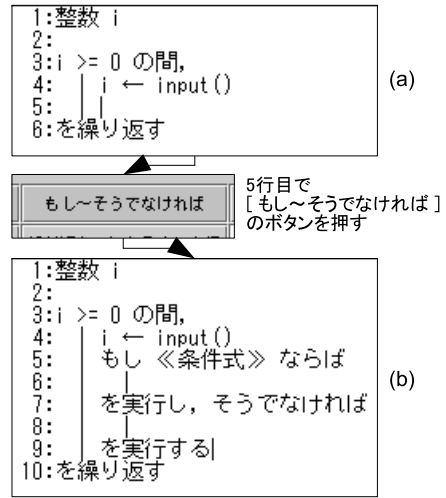 1:整数 i
2:
3:i >= 0 の間,
4: | i ← input()
5: | |
6:を繰り返す
(a)
もし～そうでなければ
5行目で
[ もし～そうでなければ ]
のボタンを押す
1:整数 i
2:
3:i >= 0 の間,
4: | i ← input()
5: | もし ≪条件式≫ ならば
6: | |
7: | を実行し，そうでなければ
8: | |
9: | を実行する|
10:を繰り返す
(b)